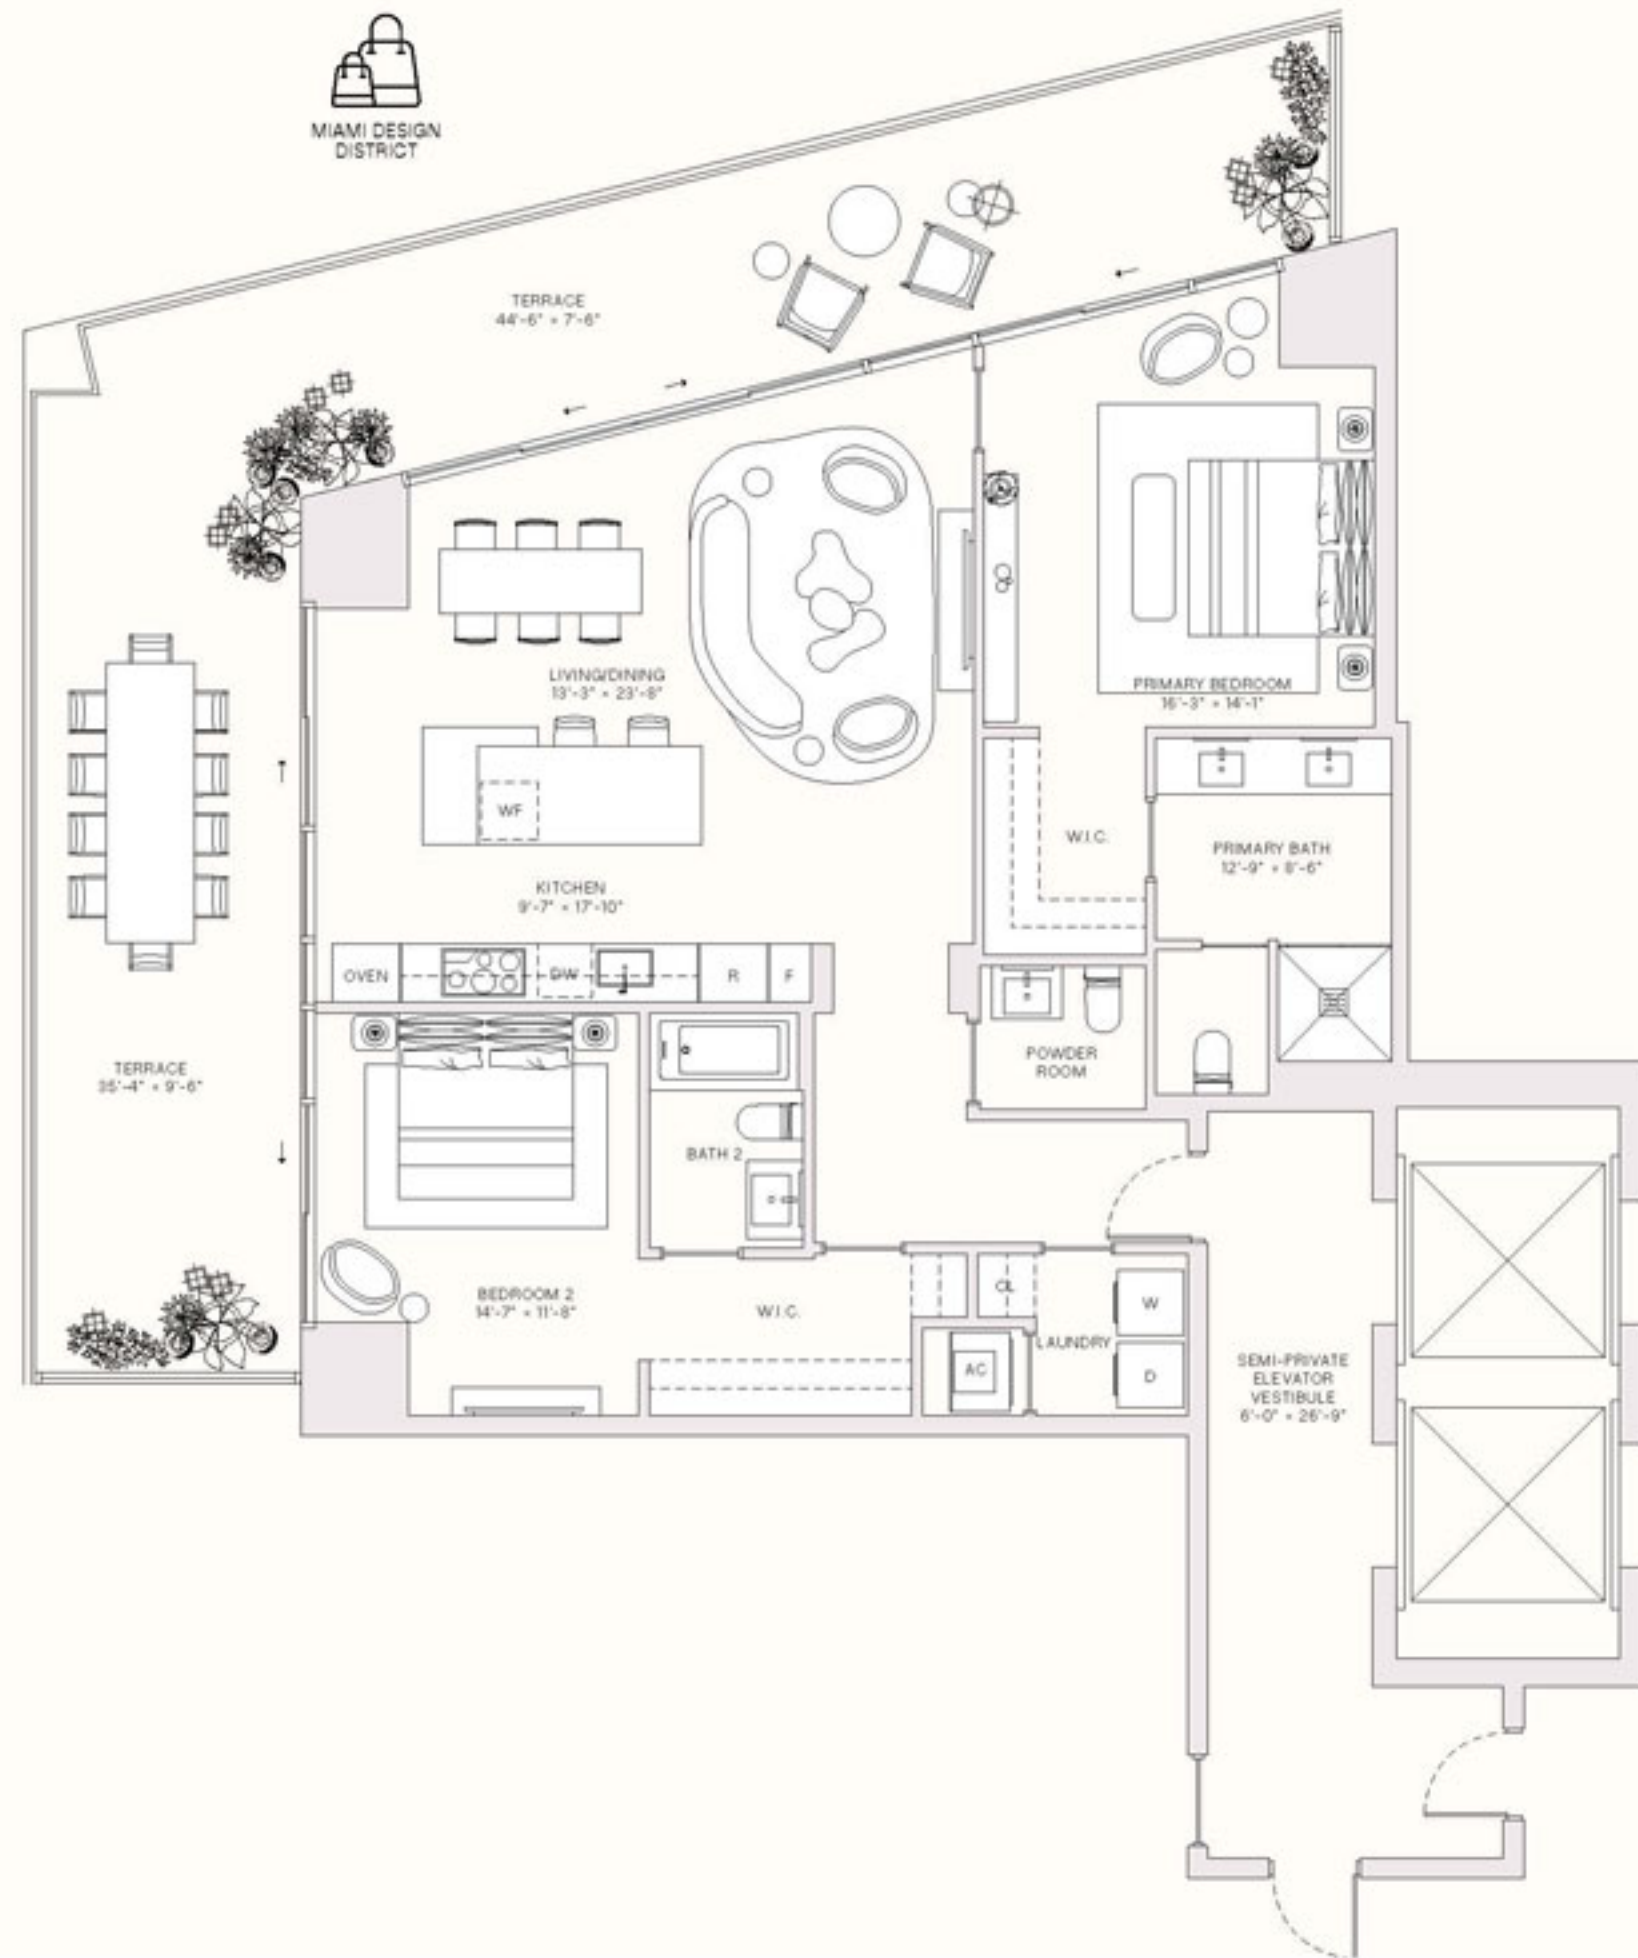 MIAMI DESIGN
DISTRICT
TERRACE
44'-6" × 7'-6"
LIVING/DINING
13'-3" × 23'-8"
PRIMARY BEDROOM
16'-3" × 14'-1"
WF
W.I.C.
PRIMARY BATH
12'-9" × 8'-6"
KITCHEN
9'-7" × 17'-10"
OVEN
DW
R
F
POWDER
ROOM
TERRACE
35'-4" × 9'-6"
BATH 2
BEDROOM 2
14'-7" × 11'-8"
W.I.C.
CL
W
LAUNDRY
AC
D
SEMI-PRIVATE
ELEVATOR
VESTIBULE
6'-0" × 26'-9"